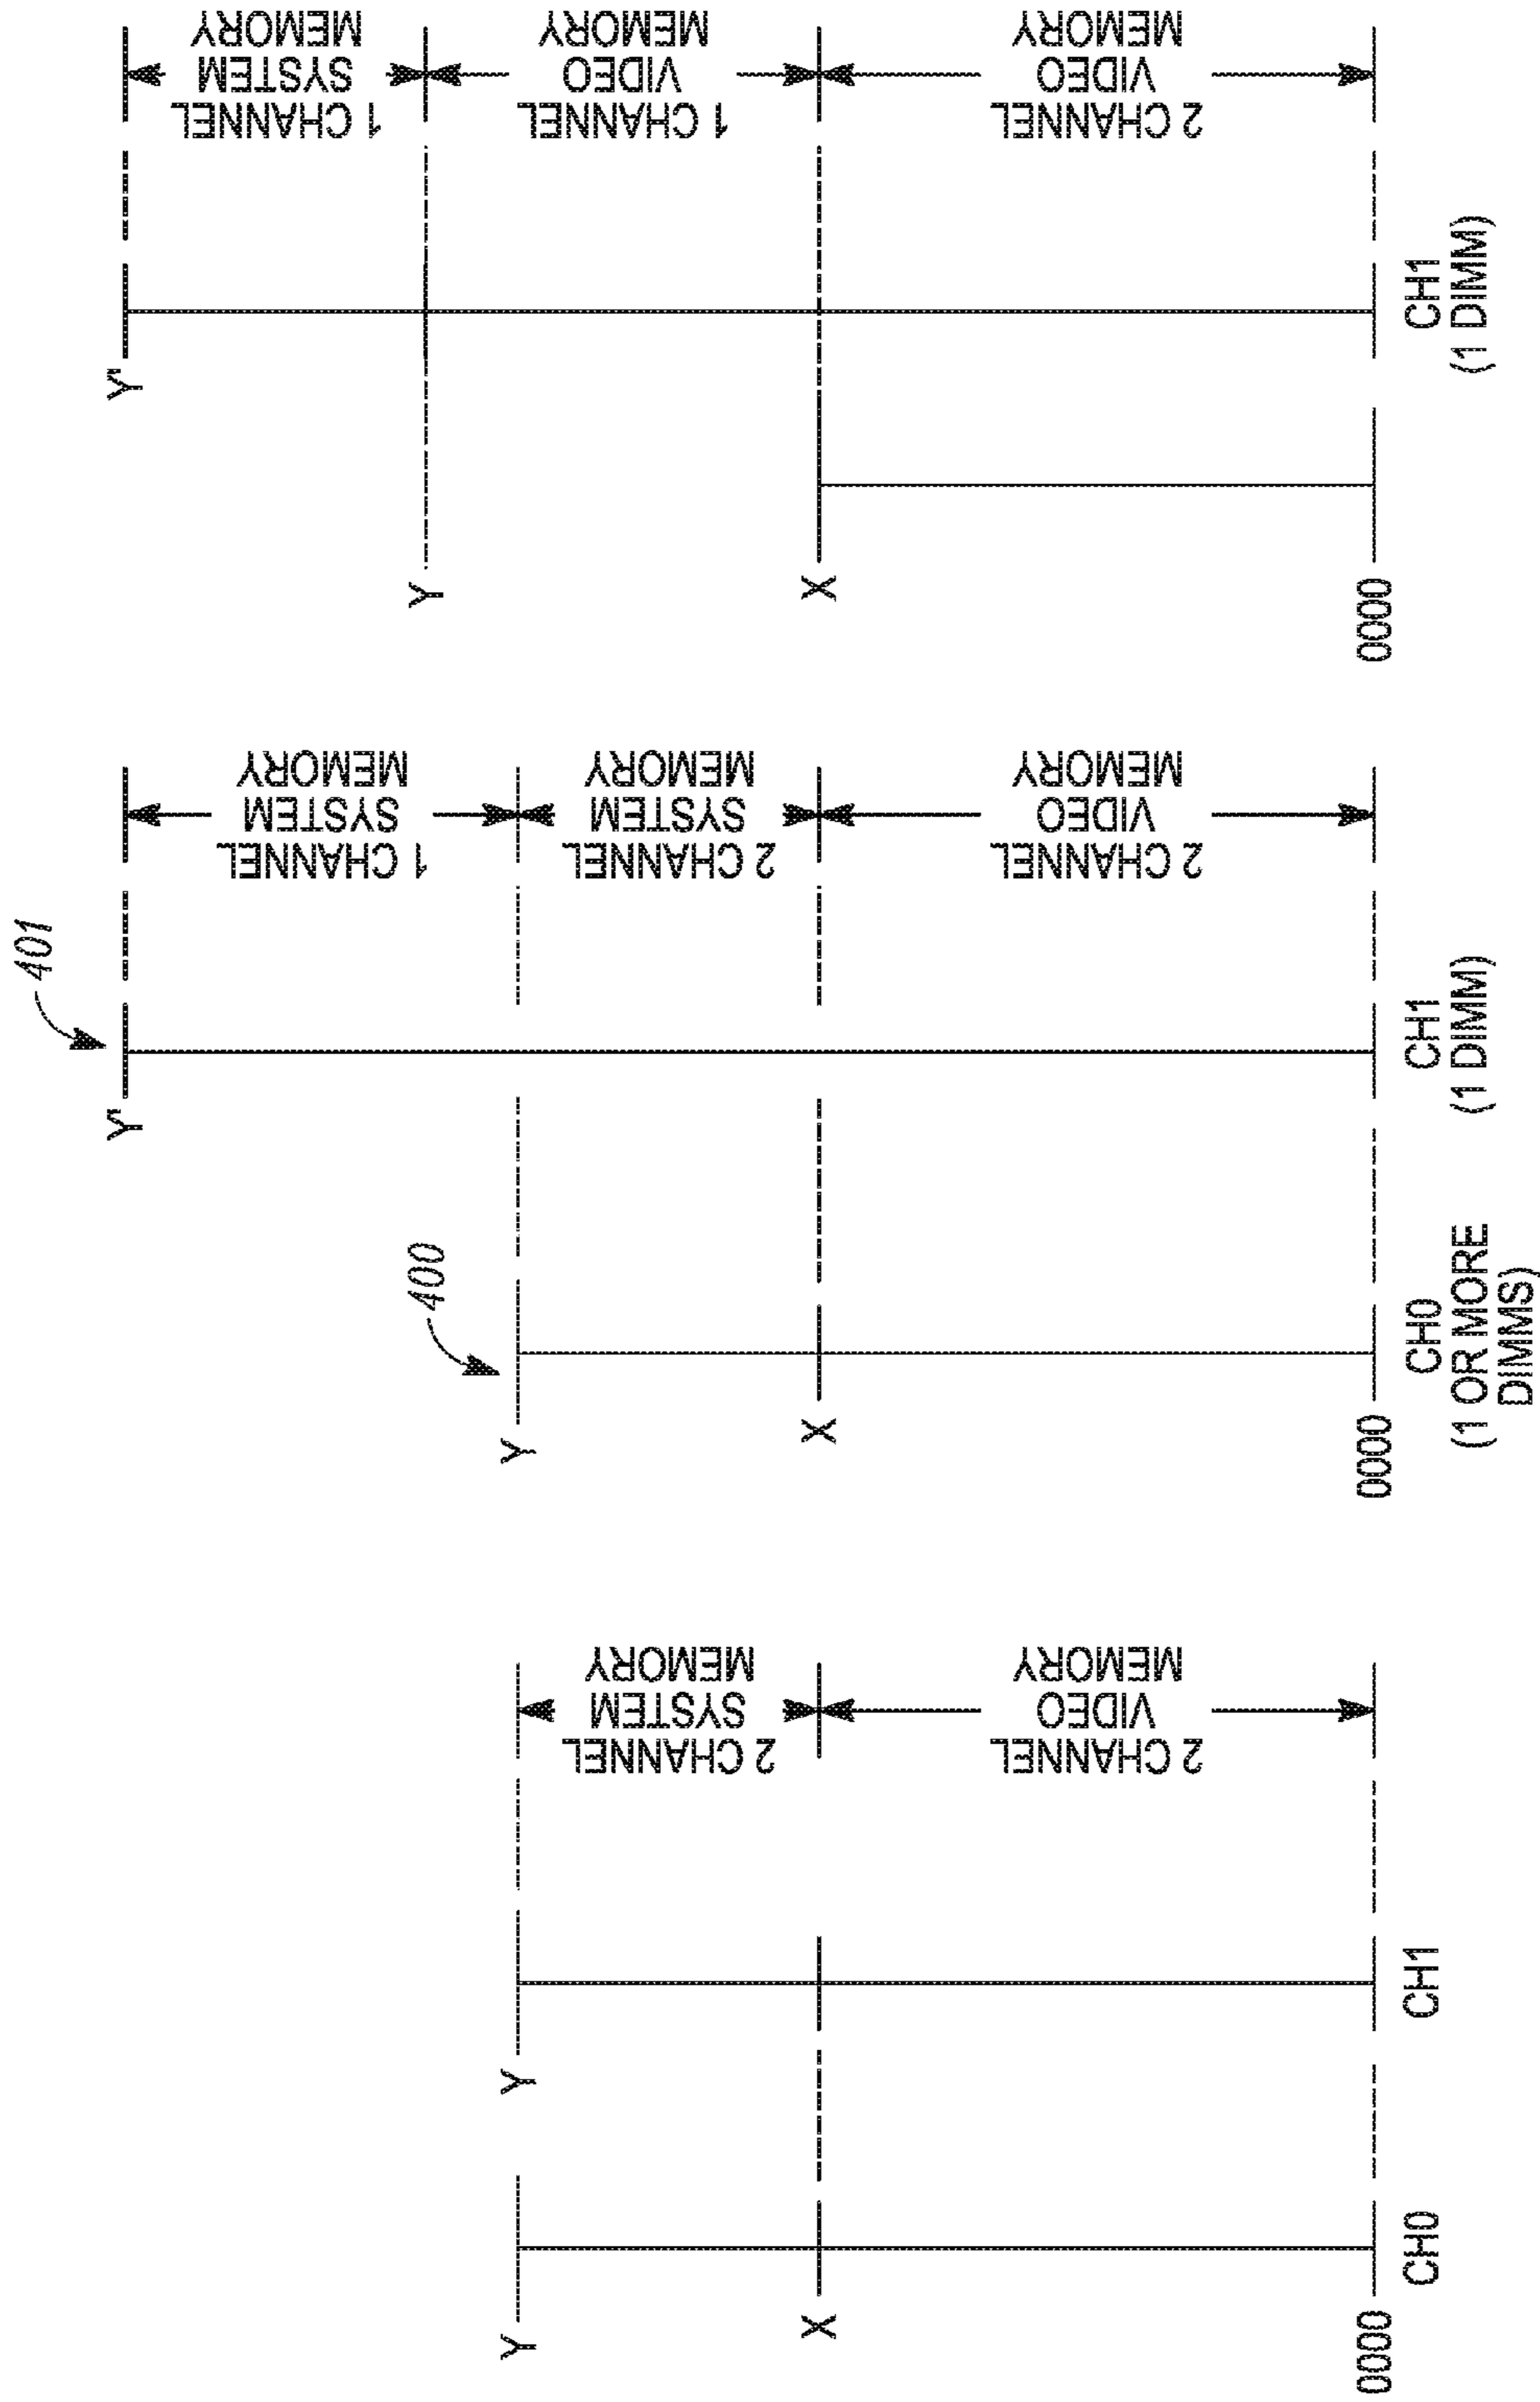 Y
Y
2 CHANNEL
SYSTEM
MEMORY
X
2 CHANNEL
VIDEO
MEMORY
0000
CH0
CH1
401
Y'
400
1 CHANNEL
SYSTEM
MEMORY
Y
2 CHANNEL
SYSTEM
MEMORY
X
2 CHANNEL
VIDEO
MEMORY
0000
CH0
(1 OR MORE
DIMMS)
CH1
(1 DIMM)
Y'
1 CHANNEL
SYSTEM
MEMORY
Y
1 CHANNEL
VIDEO
MEMORY
X
2 CHANNEL
VIDEO
MEMORY
0000
CH1
(1 DIMM)